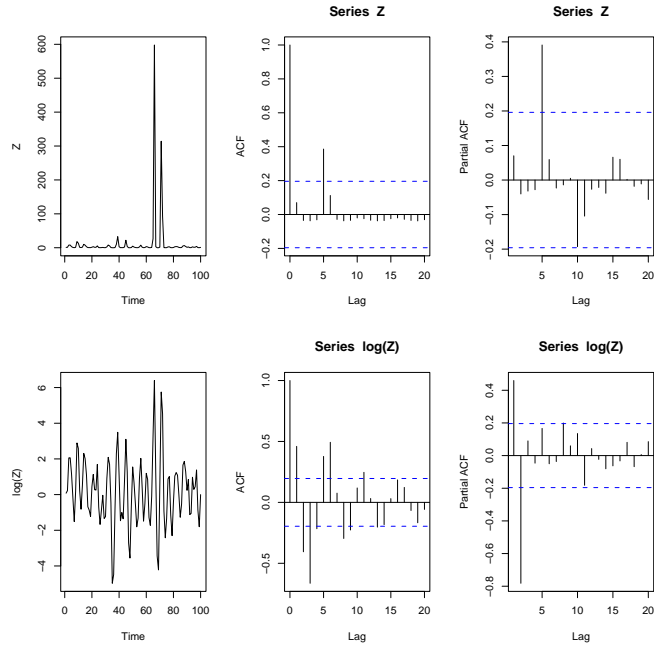 Z
0 100 200 300 400 500 600
0 20 40 60 80 100
Time
Series Z
ACF
−0.2 0.0 0.2 0.4 0.6 0.8 1.0
0 5 10 15 20
Lag
Series Z
Partial ACF
−0.2 −0.1 0.0 0.1 0.2 0.3 0.4
5 10 15 20
Lag
log(Z)
−4 −2 0 2 4 6
0 20 40 60 80 100
Time
Series log(Z)
ACF
−0.5 0.0 0.5 1.0
0 5 10 15 20
Lag
Series log(Z)
Partial ACF
−0.8 −0.6 −0.4 −0.2 0.0 0.2 0.4
5 10 15 20
Lag